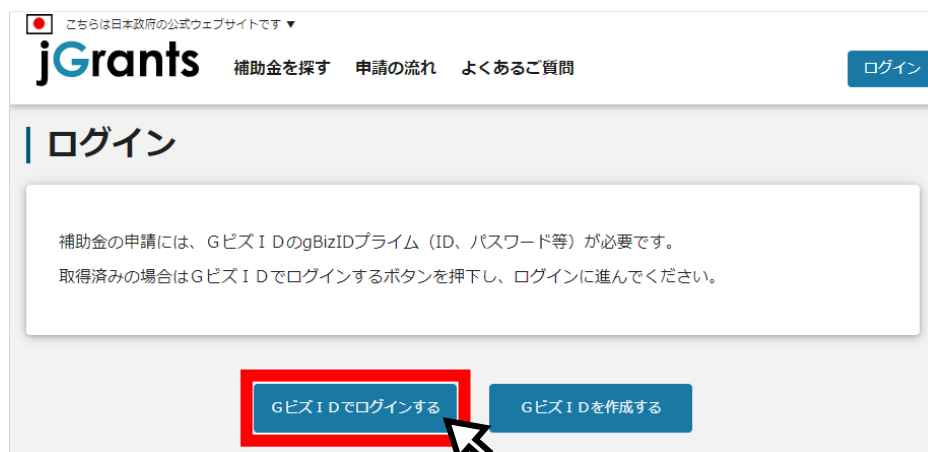 こちらは日本政府の公式ウェブサイトです ▼
jGrants 補助金を探す 申請の流れ よくあるご質問 ログイン
ログイン
補助金の申請には、GビズIDのgBizIDプライム（ID、パスワード等）が必要です。
取得済みの場合はGビズIDでログインするボタンを押下し、ログインに進んでください。
GビズIDでログインする GビズIDを作成する